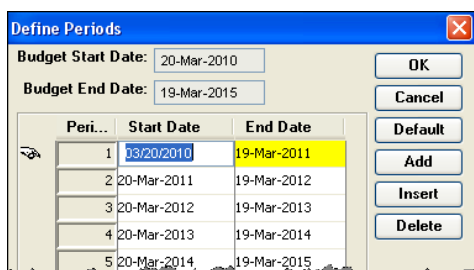 Define Periods
Budget Start Date: 20-Mar-2010
Budget End Date: 19-Mar-2015
OK
Cancel
Default
Add
Insert
Delete
Peri... Start Date End Date
1 03/20/2010 19-Mar-2011
2 20-Mar-2011 19-Mar-2012
3 20-Mar-2012 19-Mar-2013
4 20-Mar-2013 19-Mar-2014
5 20-Mar-2014 19-Mar-2015